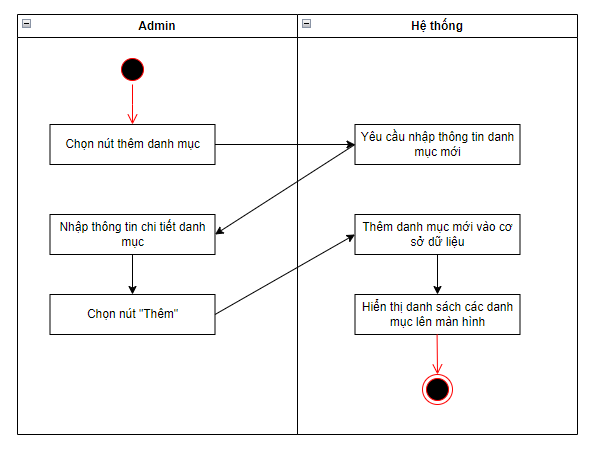 Admin
Hệ thống
Chọn nút thêm danh mục
Yêu cầu nhập thông tin danh
mục mới
Nhập thông tin chi tiết danh
mục
Thêm danh mục mới vào cơ
sở dữ liệu
Chọn nút "Thêm"
Hiển thị danh sách các danh
mục lên màn hình